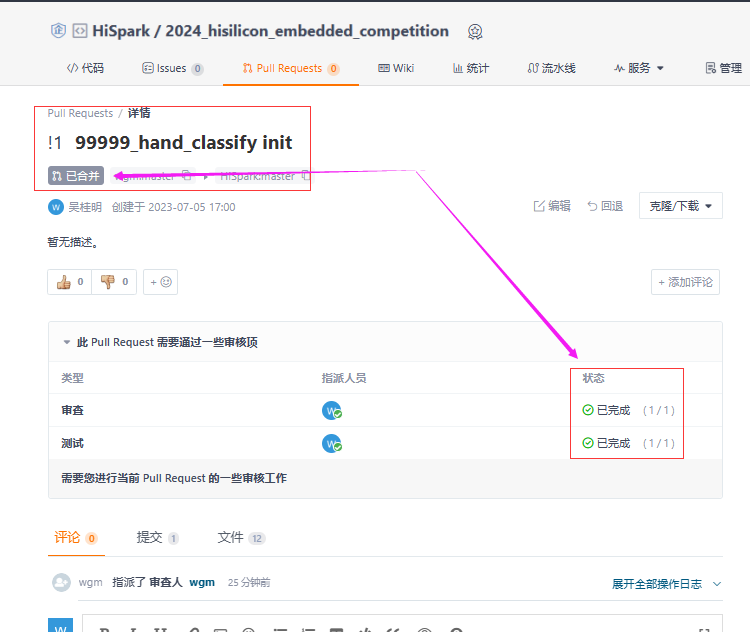 HiSpark / 2024_hisilicon_embedded_competition
代码 Issues 0 Pull Requests 0 Wiki 统计 流水线 服务 管理
Pull Requests / 详情
!1 99999_hand_classify init
已合并 HiSpark:master
吴桂明 创建于 2023-07-05 17:00 编辑 回退 克隆/下载
暂无描述。
0 0 + + 添加评论
此 Pull Request 需要通过一些审核项
类型 指派人员 状态
审查 W 已完成 (1 / 1)
测试 W 已完成 (1 / 1)
需要您进行当前 Pull Request 的一些审核工作
评论 0 提交 1 文件 12
wgm 指派了 审查人 wgm 25 分钟前 展开全部操作日志